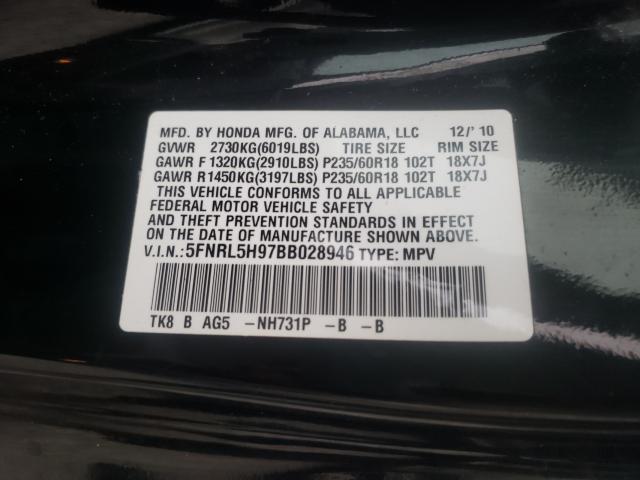 MFD. BY HONDA MFG. OF ALABAMA, LLC 12/'10
GVWR 2730KG(6019LBS) TIRE SIZE RIM SIZE
GAWR F 1320KG(2910LBS) P235/60R18 102T 18X7J
GAWR R1450KG(3197LBS) P235/60R18 102T 18X7J
THIS VEHICLE CONFORMS TO ALL APPLICABLE
FEDERAL MOTOR VEHICLE SAFETY
AND THEFT PREVENTION STANDARDS IN EFFECT
ON THE DATE OF MANUFACTURE SHOWN ABOVE.
V.I.N.:5FNRL5H97BB028946 TYPE: MPV
TK8 B AG5 –NH731P –B –B